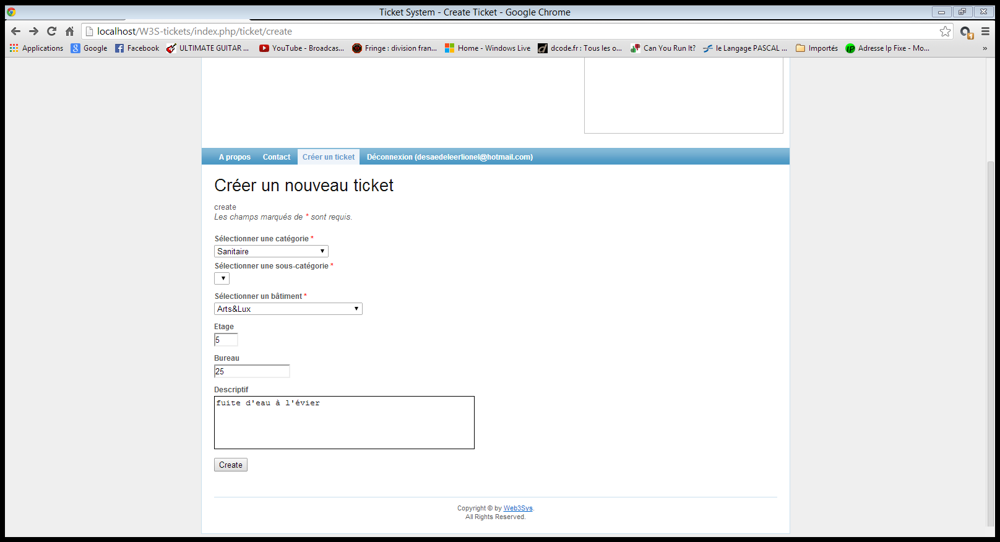 Ticket System - Create Ticket - Google Chrome
localhost/W3S-tickets/index.php/ticket/create
Applications Google Facebook ULTIMATE GUITAR ... YouTube - Broadcas... Fringe : division fran... Home - Windows Live dcode.fr : Tous les o... Can You Run It? le Langage PASCAL ... Importés Adresse Ip Fixe - Mo... »
A propos Contact Créer un ticket Déconnexion (desaedeleerlionel@hotmail.com)
Créer un nouveau ticket
create
Les champs marqués de * sont requis.
Sélectionner une catégorie *
Sanitaire
Sélectionner une sous-catégorie *
Sélectionner un bâtiment *
Arts&Lux
Etage
5
Bureau
25
Descriptif
fuite d'eau à l'évier
Create
Copyright © by Web3Sys.
All Rights Reserved.